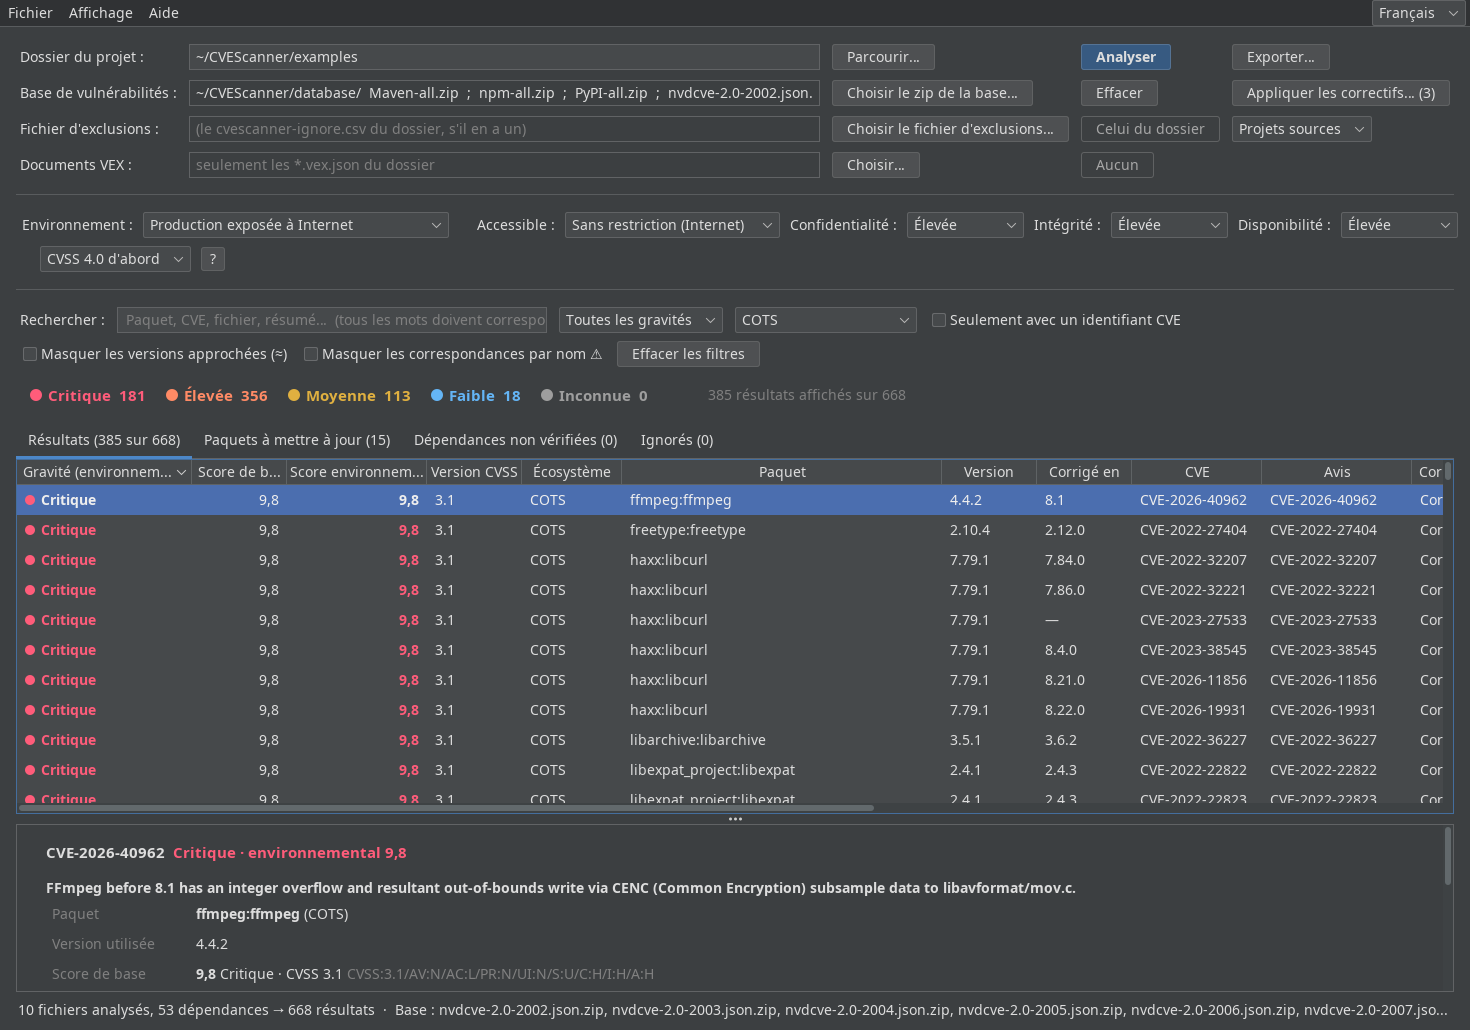 Fichier Affichage Aide Français
Dossier du projet : ~/CVEScanner/examples Parcourir... Analyser Exporter...
Base de vulnérabilités : ~/CVEScanner/database/ Maven-all.zip ; npm-all.zip ; PyPI-all.zip ; nvdcve-2.0-2002.json. Choisir le zip de la base... Effacer Appliquer les correctifs... (3)
Fichier d'exclusions : (le cvescanner-ignore.csv du dossier, s'il en a un) Choisir le fichier d'exclusions... Celui du dossier Projets sources
Documents VEX : seulement les *.vex.json du dossier Choisir... Aucun
Environnement : Production exposée à Internet Accessible : Sans restriction (Internet) Confidentialité : Élevée Intégrité : Élevée Disponibilité : Élevée
CVSS 4.0 d'abord ?
Rechercher : Paquet, CVE, fichier, résumé... (tous les mots doivent correspo Toutes les gravités COTS Seulement avec un identifiant CVE
Masquer les versions approchées (≈) Masquer les correspondances par nom ⚠ Effacer les filtres
Critique 181 Élevée 356 Moyenne 113 Faible 18 Inconnue 0 385 résultats affichés sur 668
Résultats (385 sur 668) Paquets à mettre à jour (15) Dépendances non vérifiées (0) Ignorés (0)
Gravité (environnem... Score de b... Score environnem... Version CVSS Écosystème Paquet Version Corrigé en CVE Avis Cor
Critique 9,8 9,8 3.1 COTS ffmpeg:ffmpeg 4.4.2 8.1 CVE-2026-40962 CVE-2026-40962 Cor
Critique 9,8 9,8 3.1 COTS freetype:freetype 2.10.4 2.12.0 CVE-2022-27404 CVE-2022-27404 Cor
Critique 9,8 9,8 3.1 COTS haxx:libcurl 7.79.1 7.84.0 CVE-2022-32207 CVE-2022-32207 Cor
Critique 9,8 9,8 3.1 COTS haxx:libcurl 7.79.1 7.86.0 CVE-2022-32221 CVE-2022-32221 Cor
Critique 9,8 9,8 3.1 COTS haxx:libcurl 7.79.1 — CVE-2023-27533 CVE-2023-27533 Cor
Critique 9,8 9,8 3.1 COTS haxx:libcurl 7.79.1 8.4.0 CVE-2023-38545 CVE-2023-38545 Cor
Critique 9,8 9,8 3.1 COTS haxx:libcurl 7.79.1 8.21.0 CVE-2026-11856 CVE-2026-11856 Cor
Critique 9,8 9,8 3.1 COTS haxx:libcurl 7.79.1 8.22.0 CVE-2026-19931 CVE-2026-19931 Cor
Critique 9,8 9,8 3.1 COTS libarchive:libarchive 3.5.1 3.6.2 CVE-2022-36227 CVE-2022-36227 Cor
Critique 9,8 9,8 3.1 COTS libexpat_project:libexpat 2.4.1 2.4.3 CVE-2022-22822 CVE-2022-22822 Cor
Critique 9,8 9,8 3.1 COTS libexpat_project:libexpat 2.4.1 2.4.3 CVE-2022-22823 CVE-2022-22823 Cor
CVE-2026-40962 Critique · environnemental 9,8
FFmpeg before 8.1 has an integer overflow and resultant out-of-bounds write via CENC (Common Encryption) subsample data to libavformat/mov.c.
Paquet ffmpeg:ffmpeg (COTS)
Version utilisée 4.4.2
Score de base 9,8 Critique · CVSS 3.1 CVSS:3.1/AV:N/AC:L/PR:N/UI:N/S:U/C:H/I:H/A:H
10 fichiers analysés, 53 dépendances → 668 résultats · Base : nvdcve-2.0-2002.json.zip, nvdcve-2.0-2003.json.zip, nvdcve-2.0-2004.json.zip, nvdcve-2.0-2005.json.zip, nvdcve-2.0-2006.json.zip, nvdcve-2.0-2007.jso...